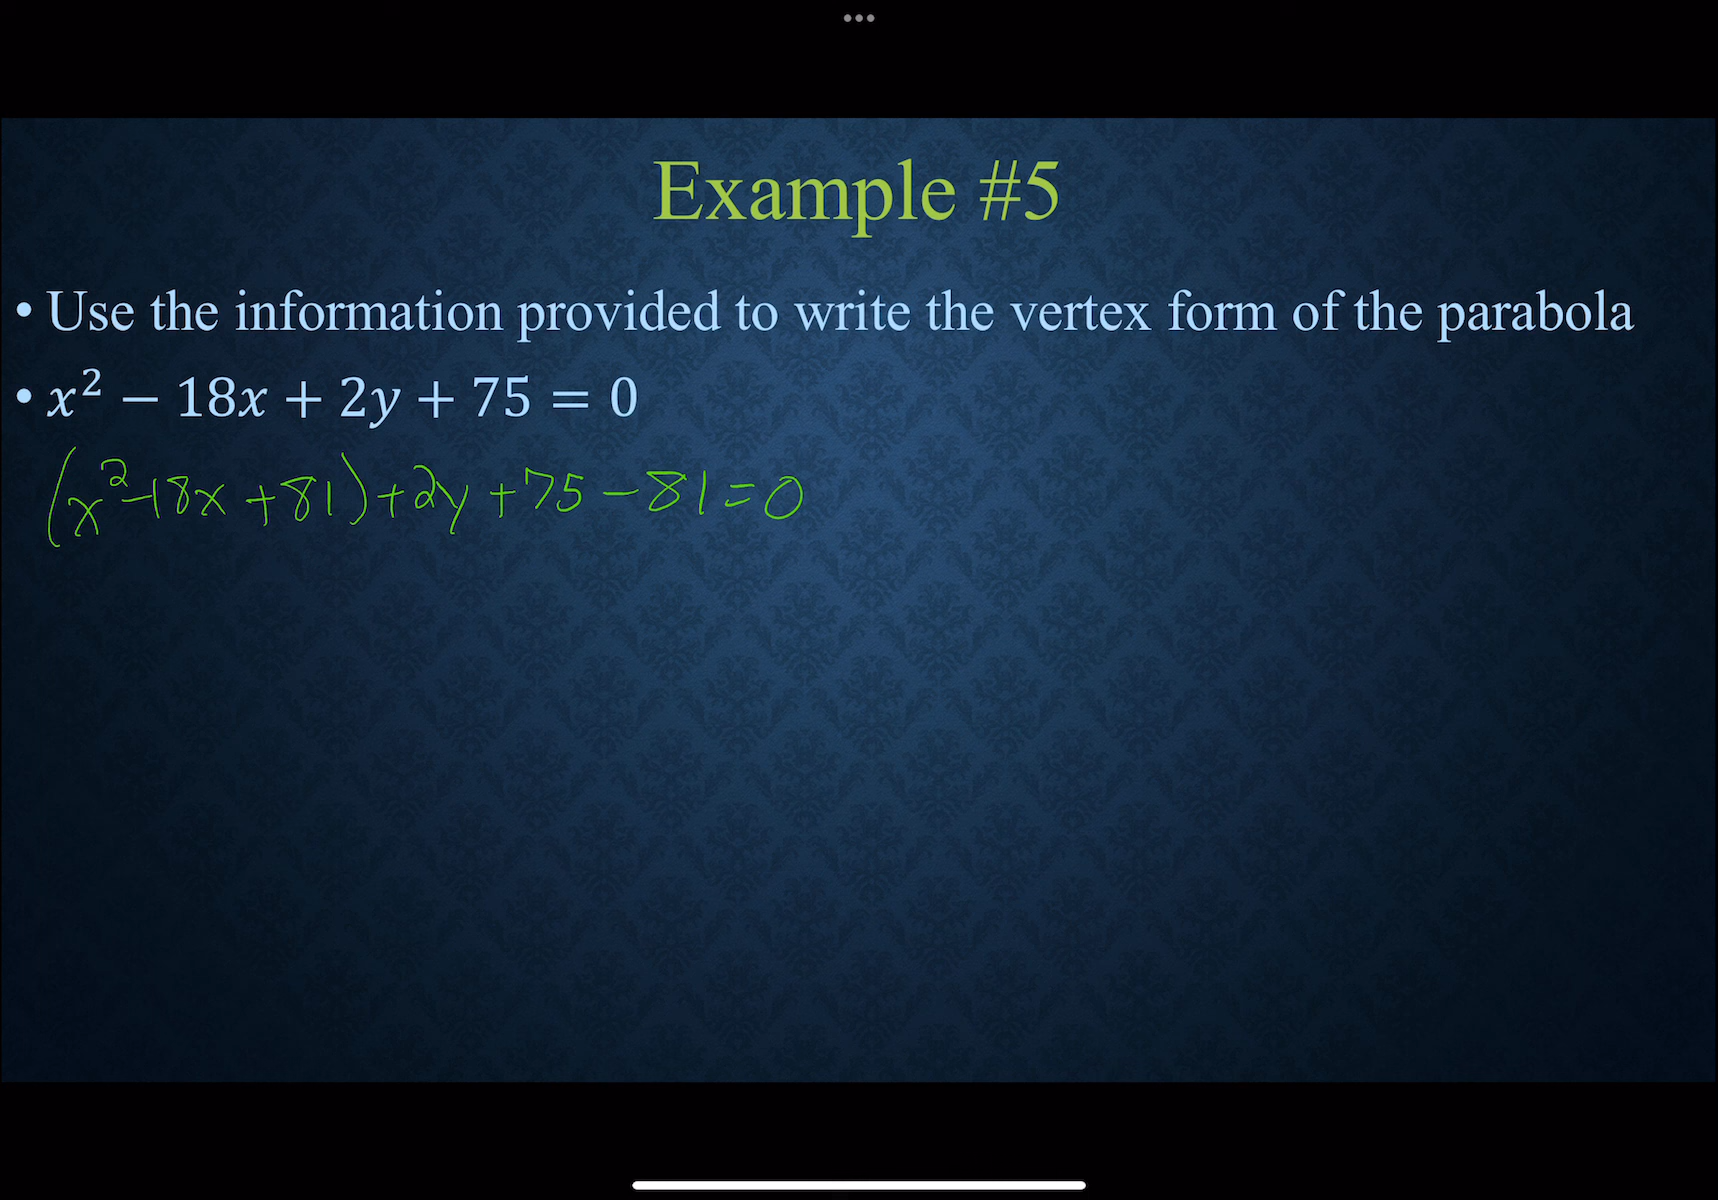 Example #5
• Use the information provided to write the vertex form of the parabola
• x² − 18x + 2y + 75 = 0
(x²-18x +81)+2y +75 -81=0